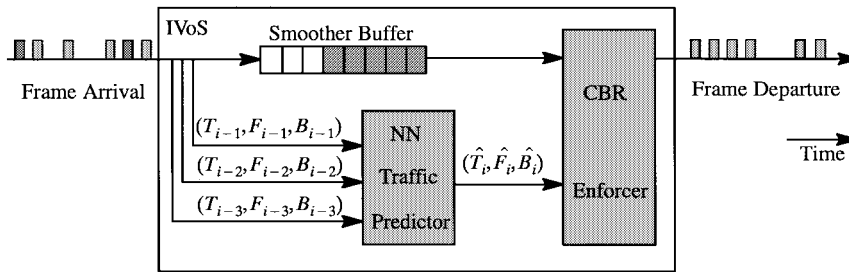 IVoS
Smoother Buffer
Frame Arrival
Frame Departure
CBR
Enforcer
(T_{i-1}, F_{i-1}, B_{i-1})
(T_{i-2}, F_{i-2}, B_{i-2})
(T_{i-3}, F_{i-3}, B_{i-3})
NN
Traffic
Predictor
(T̂_i, F̂_i, B̂_i)
Time